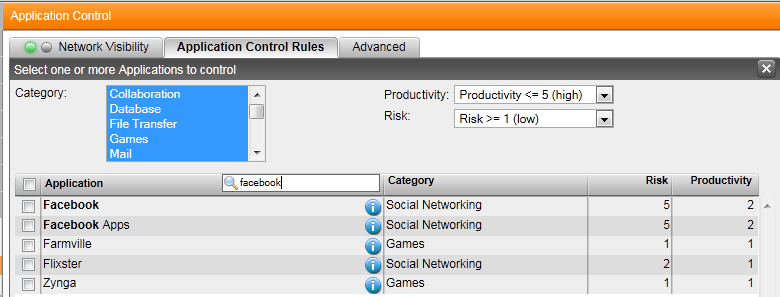 Application Control
Network Visibility Application Control Rules Advanced
Select one or more Applications to control
Category: Collaboration Productivity: Productivity <= 5 (high)
Database
File Transfer Risk: Risk >= 1 (low)
Games
Mail
Application facebook Category Risk Productivity
Facebook Social Networking 5 2
Facebook Apps Social Networking 5 2
Farmville Games 1 1
Flixster Social Networking 2 1
Zynga Games 1 1